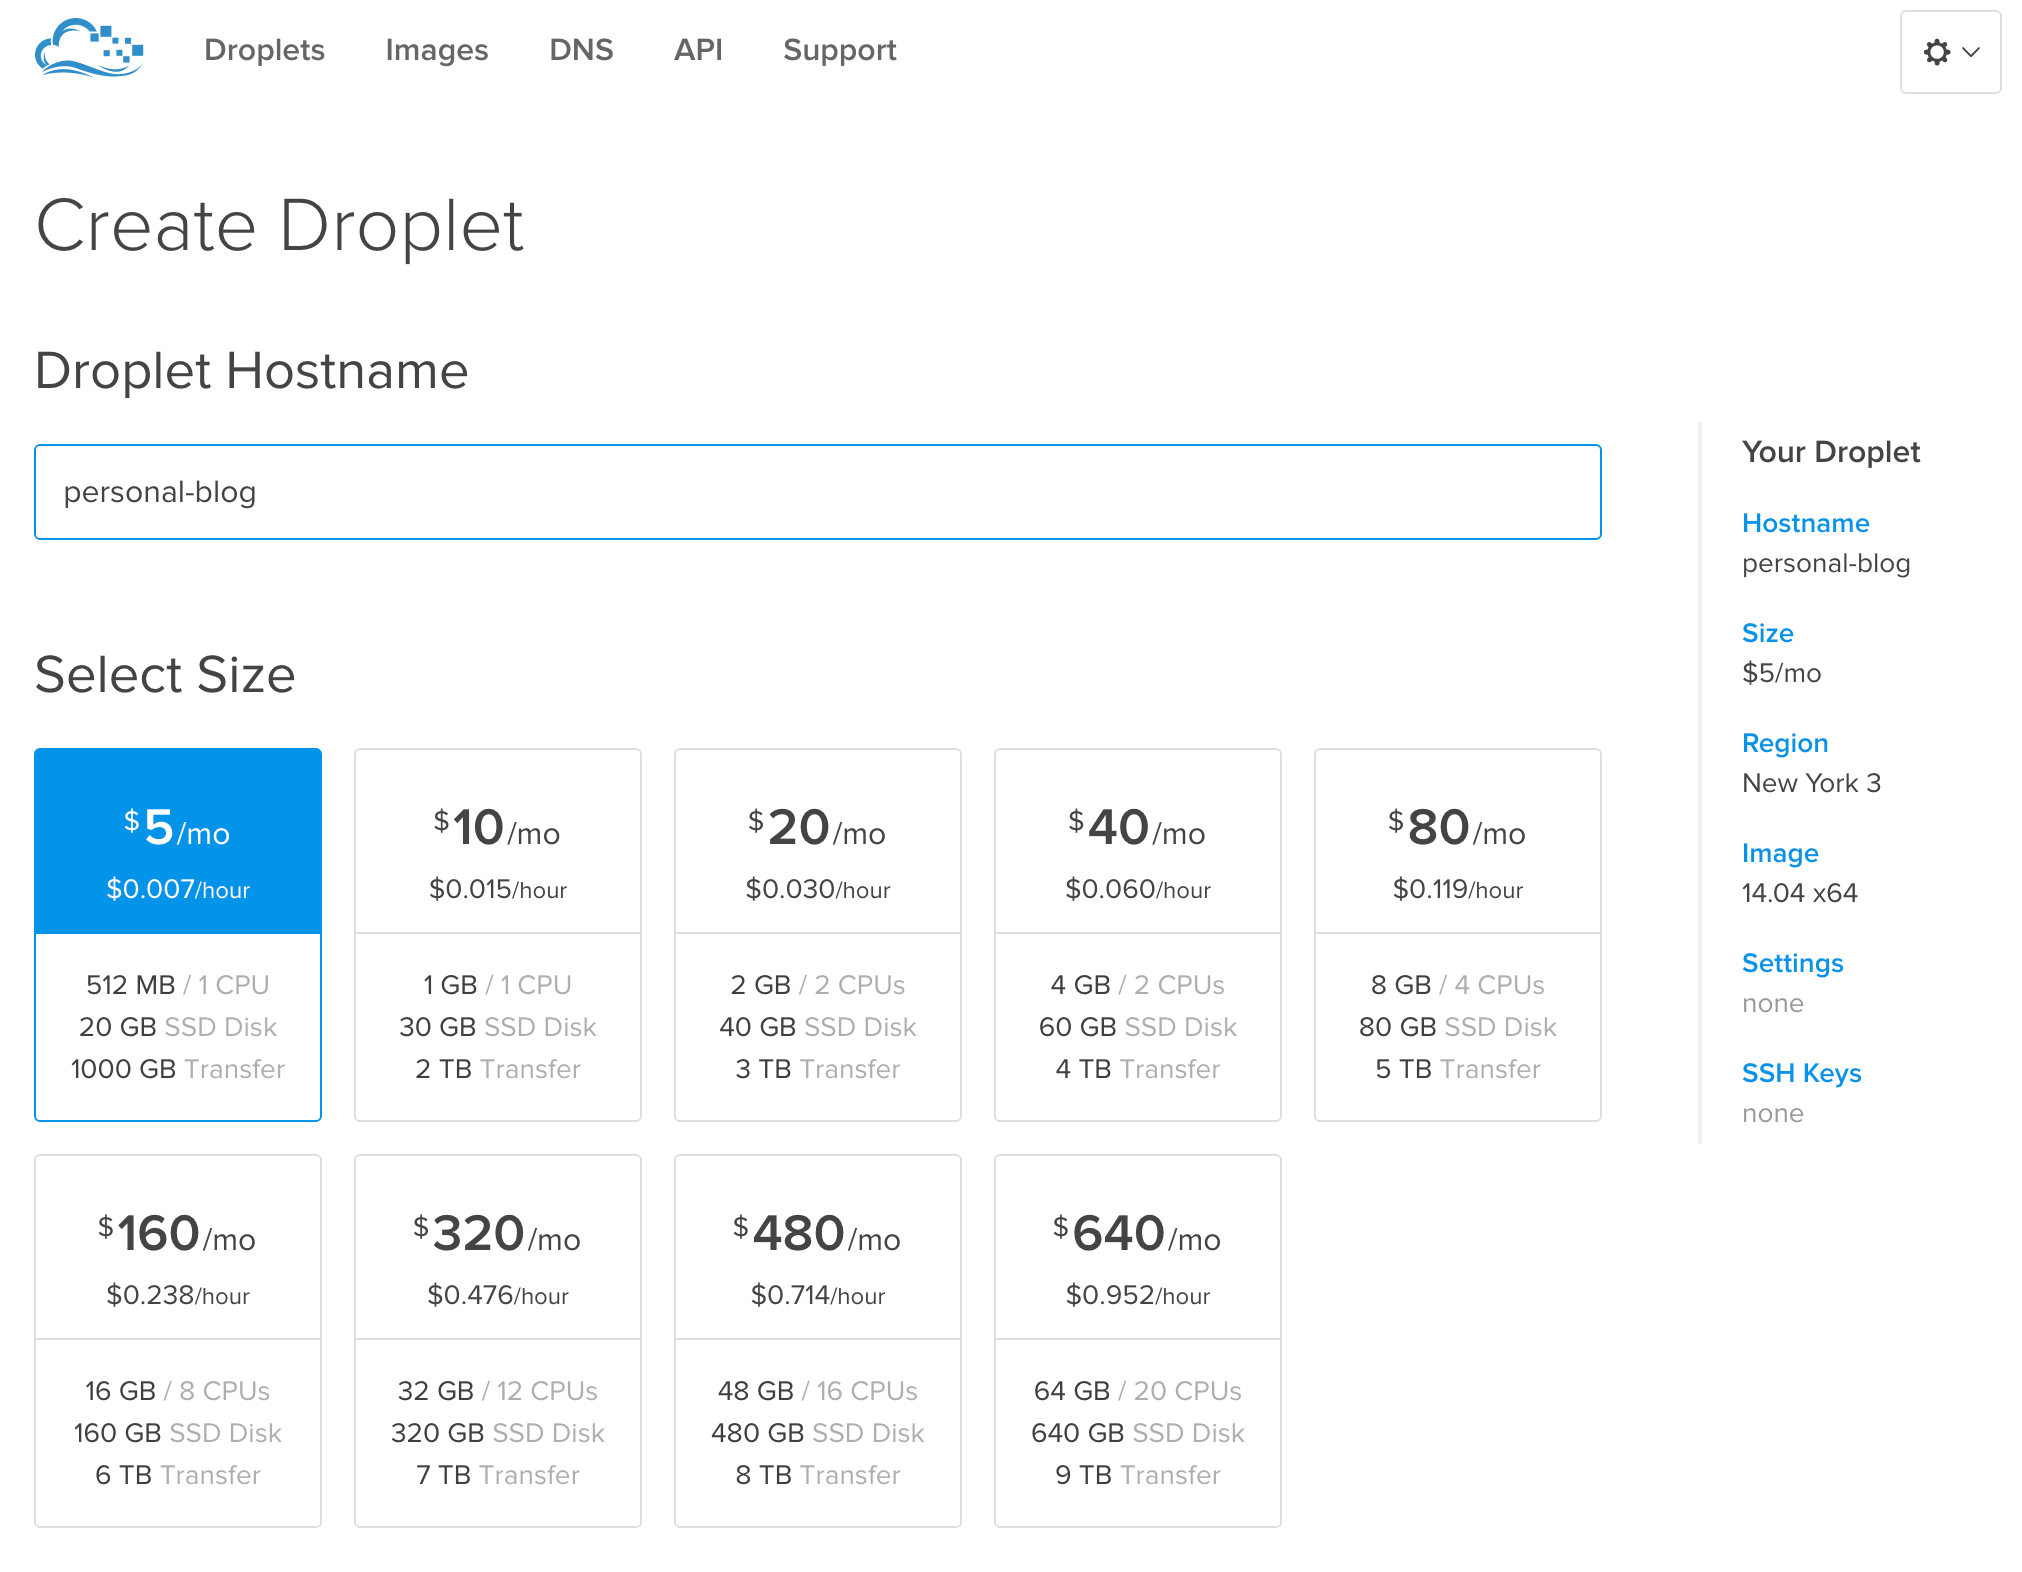 Droplets Images DNS API Support
Create Droplet
Droplet Hostname
personal-blog
Select Size
$5/mo
$0.007/hour
512 MB / 1 CPU
20 GB SSD Disk
1000 GB Transfer
$10/mo
$0.015/hour
1 GB / 1 CPU
30 GB SSD Disk
2 TB Transfer
$20/mo
$0.030/hour
2 GB / 2 CPUs
40 GB SSD Disk
3 TB Transfer
$40/mo
$0.060/hour
4 GB / 2 CPUs
60 GB SSD Disk
4 TB Transfer
$80/mo
$0.119/hour
8 GB / 4 CPUs
80 GB SSD Disk
5 TB Transfer
$160/mo
$0.238/hour
16 GB / 8 CPUs
160 GB SSD Disk
6 TB Transfer
$320/mo
$0.476/hour
32 GB / 12 CPUs
320 GB SSD Disk
7 TB Transfer
$480/mo
$0.714/hour
48 GB / 16 CPUs
480 GB SSD Disk
8 TB Transfer
$640/mo
$0.952/hour
64 GB / 20 CPUs
640 GB SSD Disk
9 TB Transfer
Your Droplet
Hostname
personal-blog
Size
$5/mo
Region
New York 3
Image
14.04 x64
Settings
none
SSH Keys
none